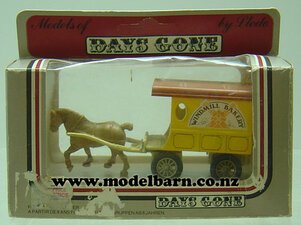 Models of by Lledo
DAYS GONE
WINDMILL BAKERY
www.modelbarn.co.nz
DAYS GONE